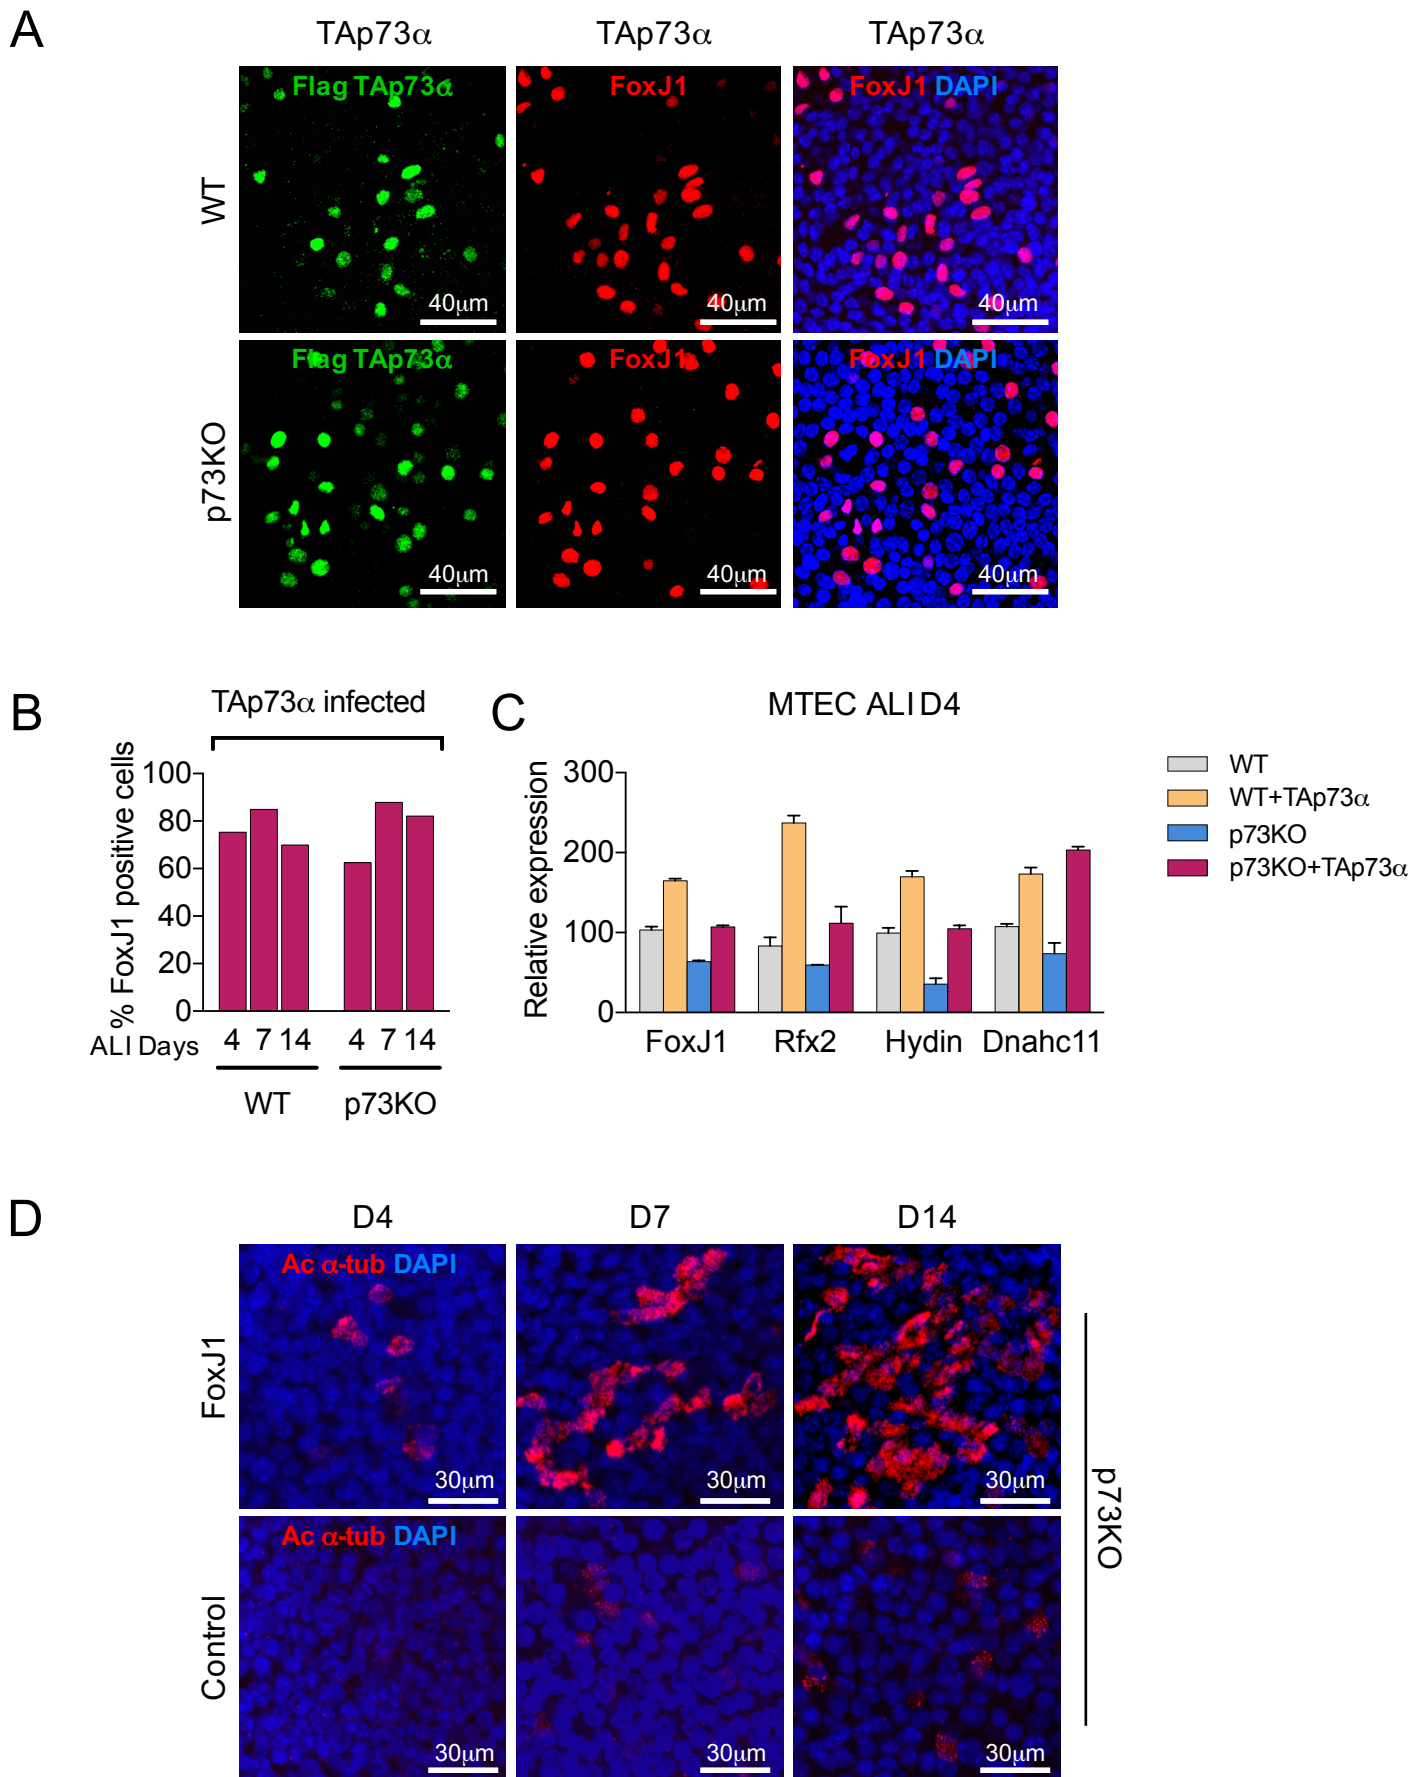 A
TAp73α TAp73α TAp73α
WT
Flag TAp73α FoxJ1 FoxJ1 DAPI
40μm 40μm 40μm
p73KO
Flag TAp73α FoxJ1 FoxJ1 DAPI
40μm 40μm 40μm
B
TAp73α infected
% FoxJ1 positive cells
100
80
60
40
20
0
ALI Days 4 7 14 4 7 14
WT p73KO
C
MTEC ALI D4
Relative expression
300
200
100
0
FoxJ1 Rfx2 Hydin Dnahc11
WT
WT+TAp73α
p73KO
p73KO+TAp73α
D
D4 D7 D14
FoxJ1
Ac α-tub DAPI
30μm 30μm 30μm
Control
Ac α-tub DAPI
30μm 30μm 30μm
p73KO